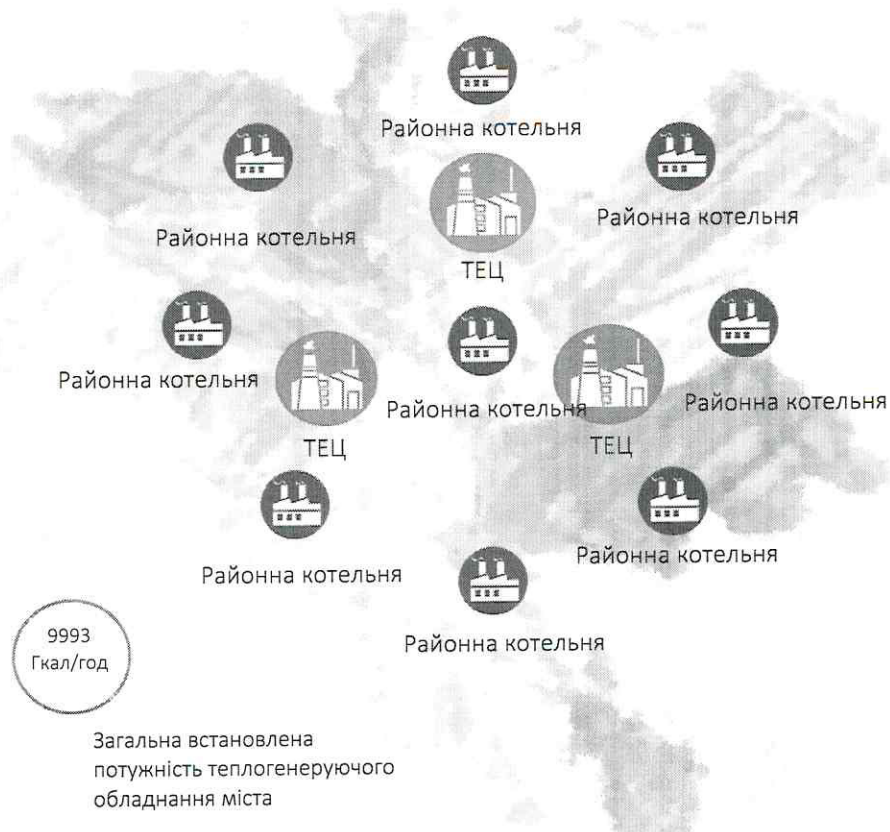 Районна котельня
Районна котельня
Районна котельня
ТЕЦ
Районна котельня
Районна котельня
Районна котельня
ТЕЦ
ТЕЦ
Районна котельня
Районна котельня
Районна котельня
9993
Гкал/год
Загальна встановлена
потужність теплогенеруючого
обладнання міста